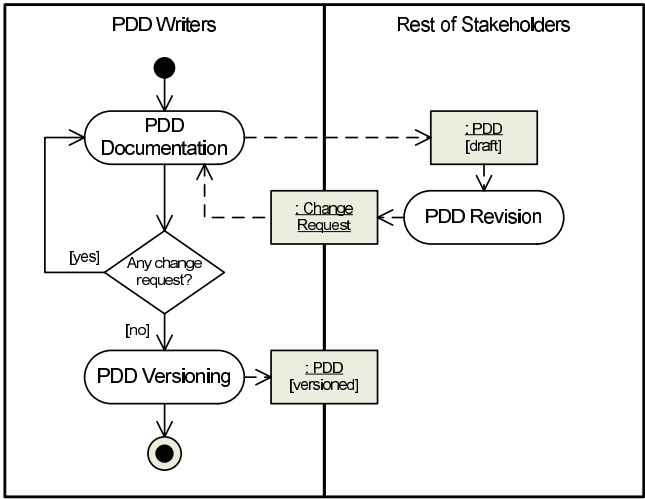 PDD Writers
Rest of Stakeholders
PDD
Documentation
: PDD
[draft]
: Change
Request
PDD Revision
[yes]
Any change
request?
[no]
PDD Versioning
: PDD
[versioned]